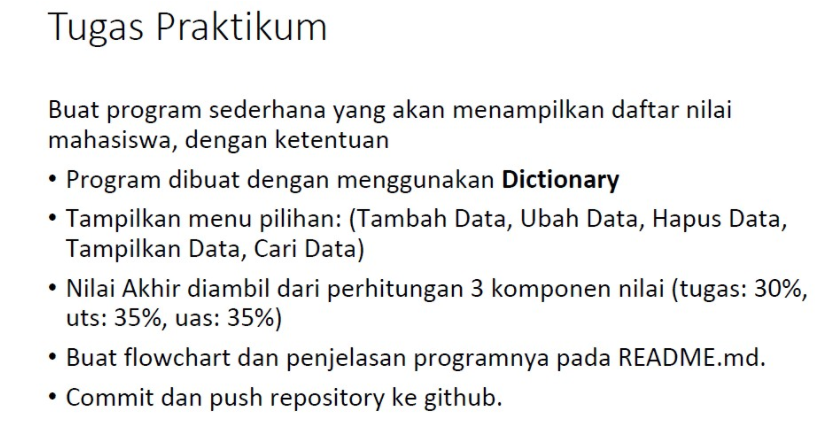 Tugas Praktikum
Buat program sederhana yang akan menampilkan daftar nilai
mahasiswa, dengan ketentuan
• Program dibuat dengan menggunakan Dictionary
• Tampilkan menu pilihan: (Tambah Data, Ubah Data, Hapus Data,
Tampilkan Data, Cari Data)
• Nilai Akhir diambil dari perhitungan 3 komponen nilai (tugas: 30%,
uts: 35%, uas: 35%)
• Buat flowchart dan penjelasan programnya pada README.md.
• Commit dan push repository ke github.